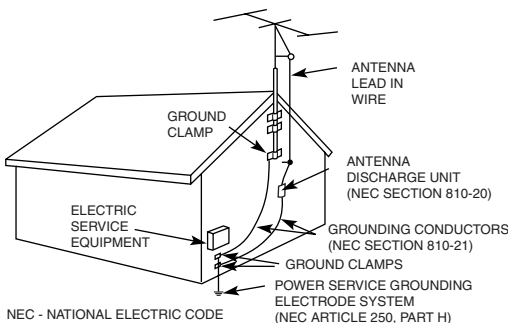 ANTENNA
LEAD IN
WIRE
GROUND
CLAMP
ANTENNA
DISCHARGE UNIT
(NEC SECTION 810-20)
ELECTRIC
SERVICE
EQUIPMENT
GROUNDING CONDUCTORS
(NEC SECTION 810-21)
GROUND CLAMPS
POWER SERVICE GROUNDING
ELECTRODE SYSTEM
(NEC ARTICLE 250, PART H)
NEC - NATIONAL ELECTRIC CODE